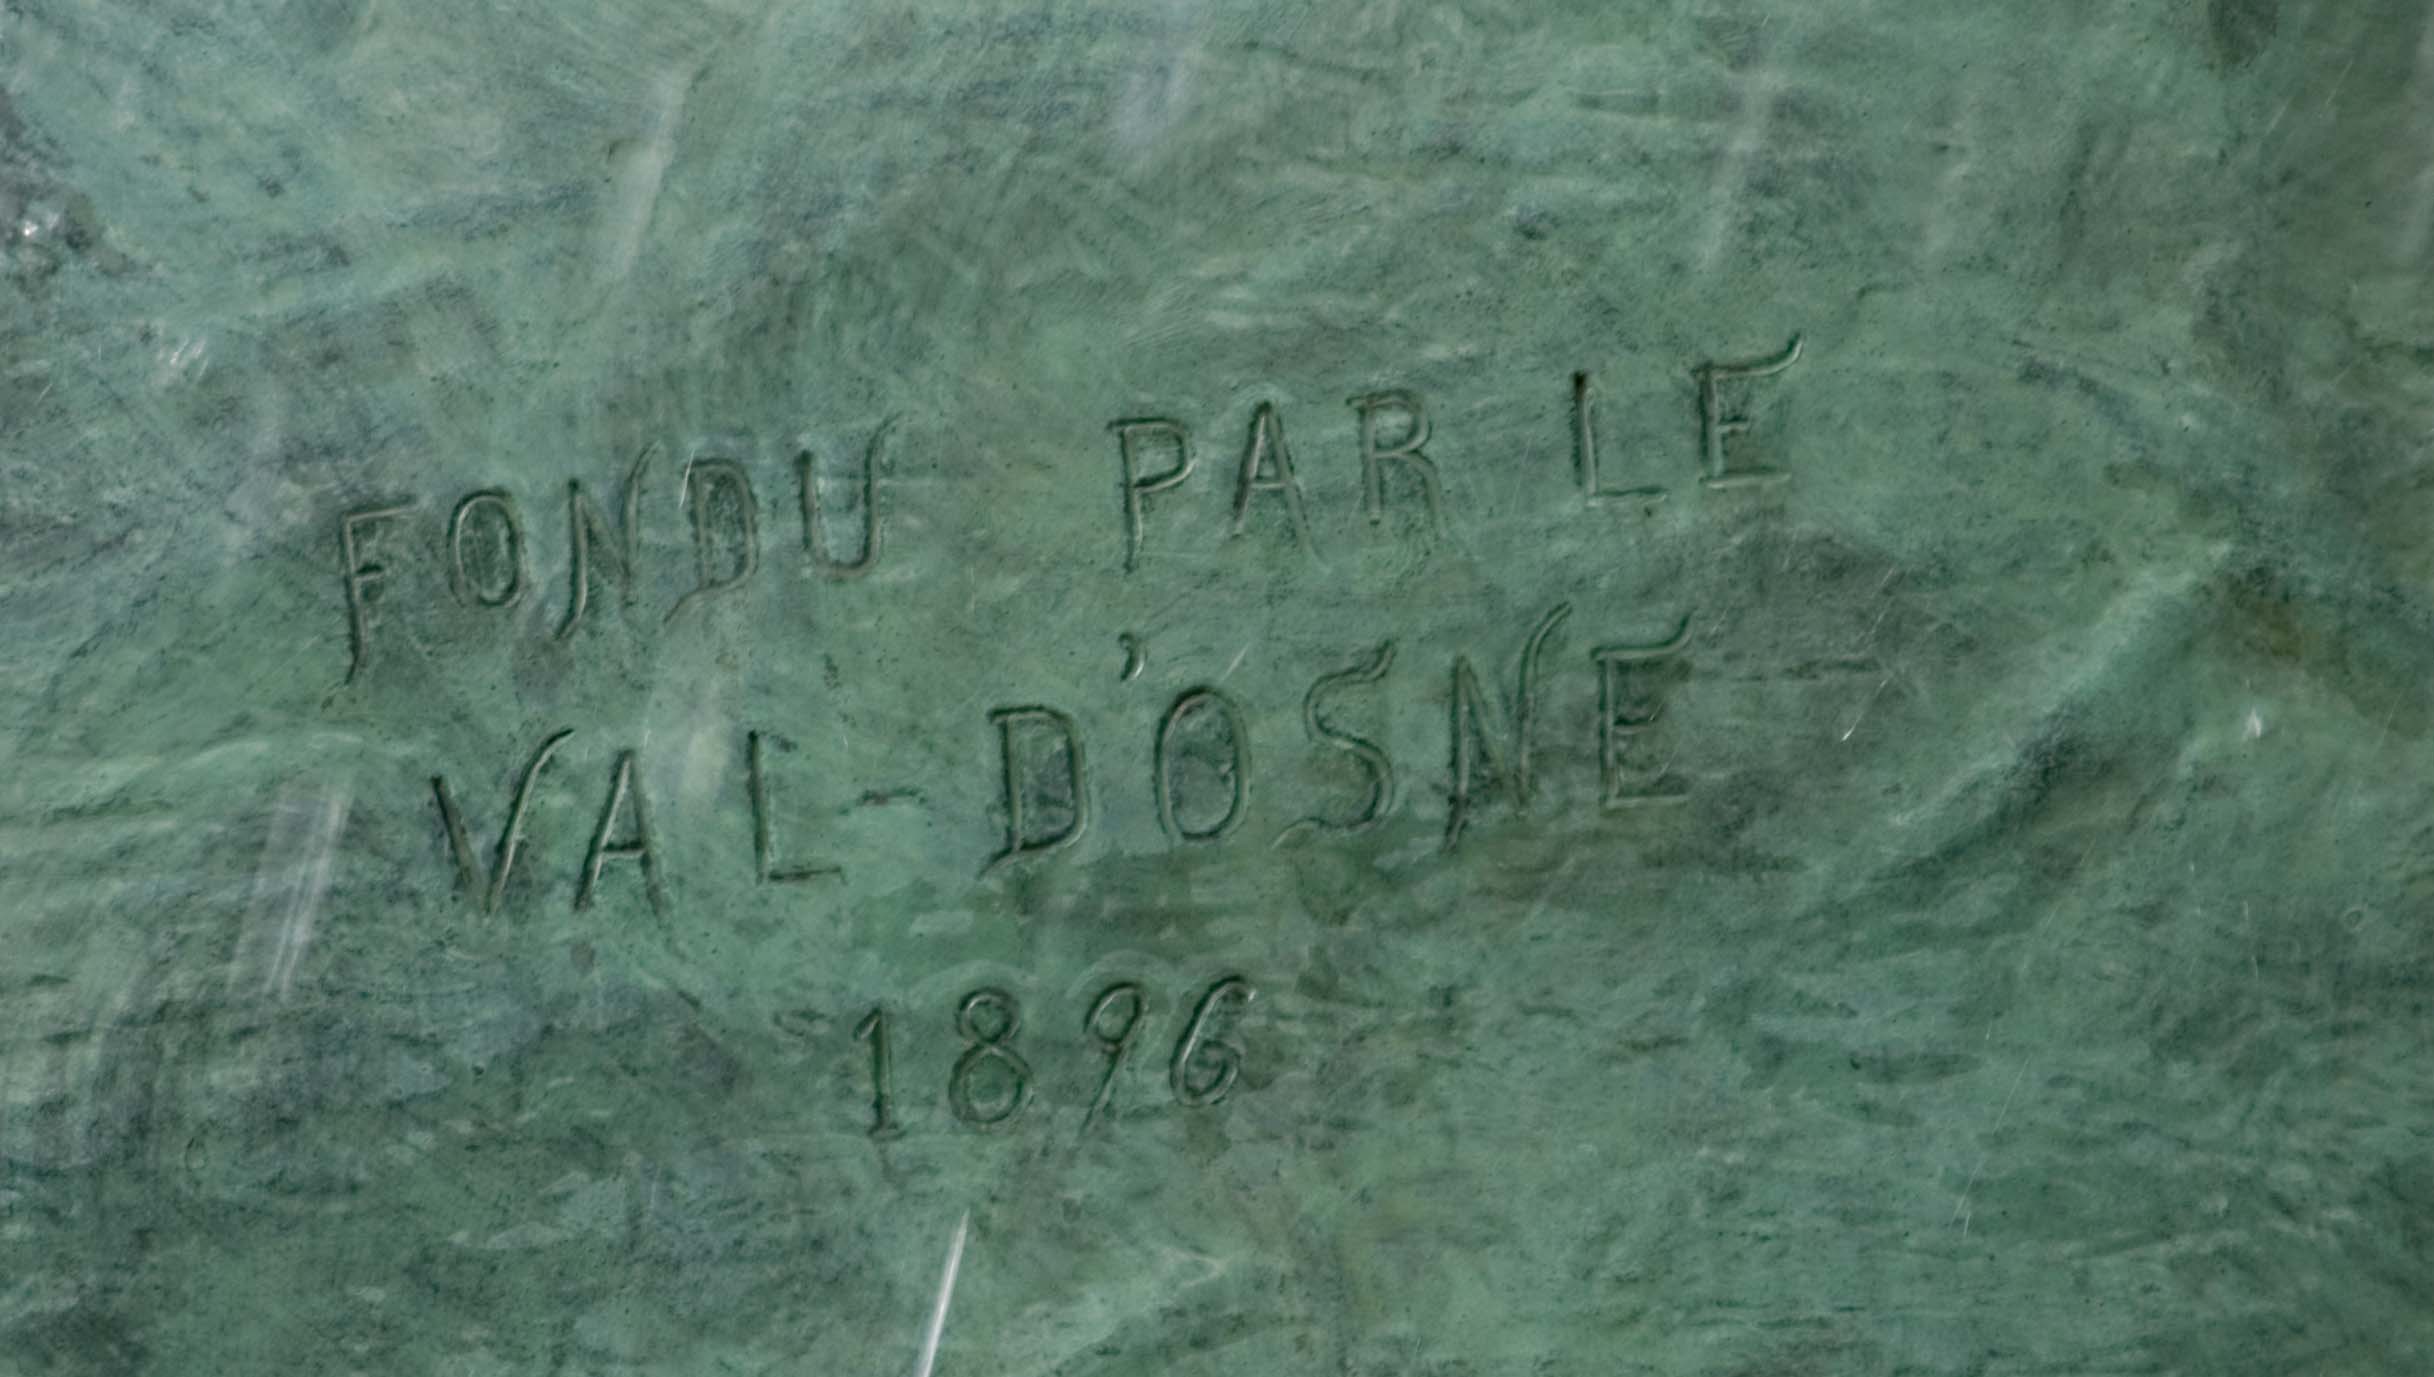 FONDU PAR LE
VAL-D'OSNE
1896